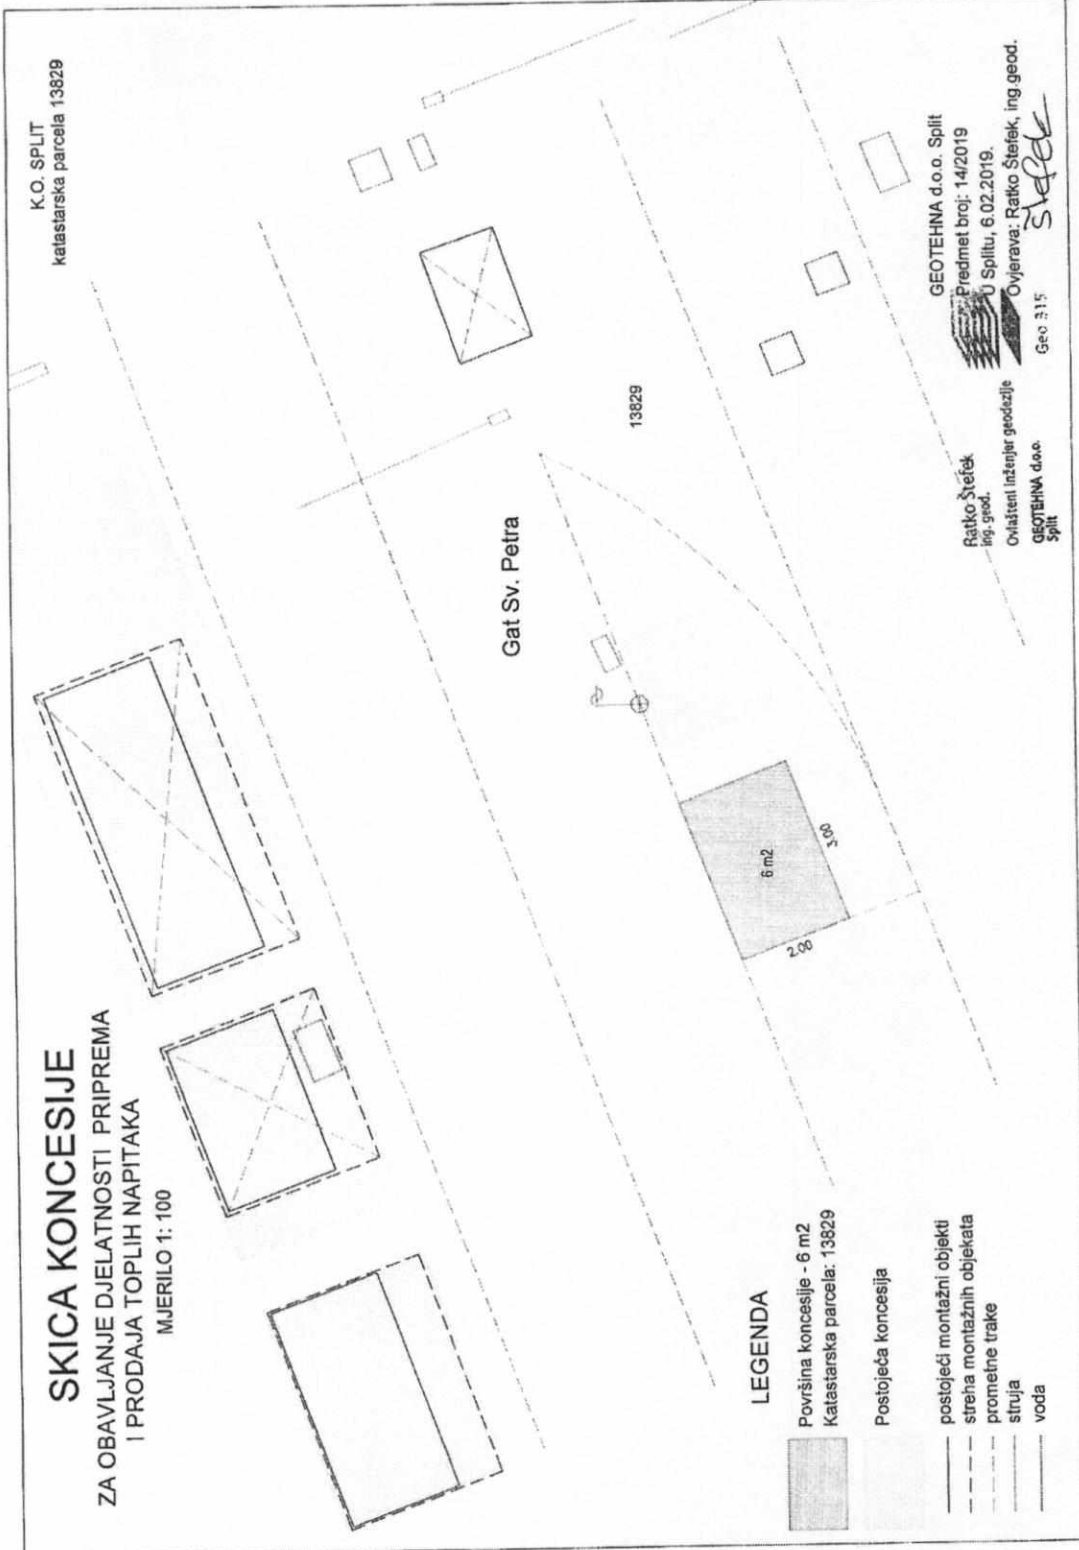 SKICA KONCESIJE
ZA OBAVLJANJE DJELATNOSTI PRIPREMA
I PRODAJA TOPLIH NAPITAKA
MJERILO 1: 100
K.O. SPLIT
katastarska parcela 13829
Gat Sv. Petra
13829
6 m2
2.00
3.00
LEGENDA
Površina koncesije - 6 m2
Katastarska parcela: 13829
Postojeća koncesija
postojeći montažni objekti
streha montažnih objekata
prometne trake
struja
voda
Ratko Štefek
ing. geod.
Ovlašteni inženjer geodezije
GEOTEHNA d.o.o.
Split
Geo 315
GEOTEHNA d.o.o. Split
Predmet broj: 14/2019
U Splitu, 6.02.2019.
Ovjerava: Ratko Štefek, ing.geod.
Štefek